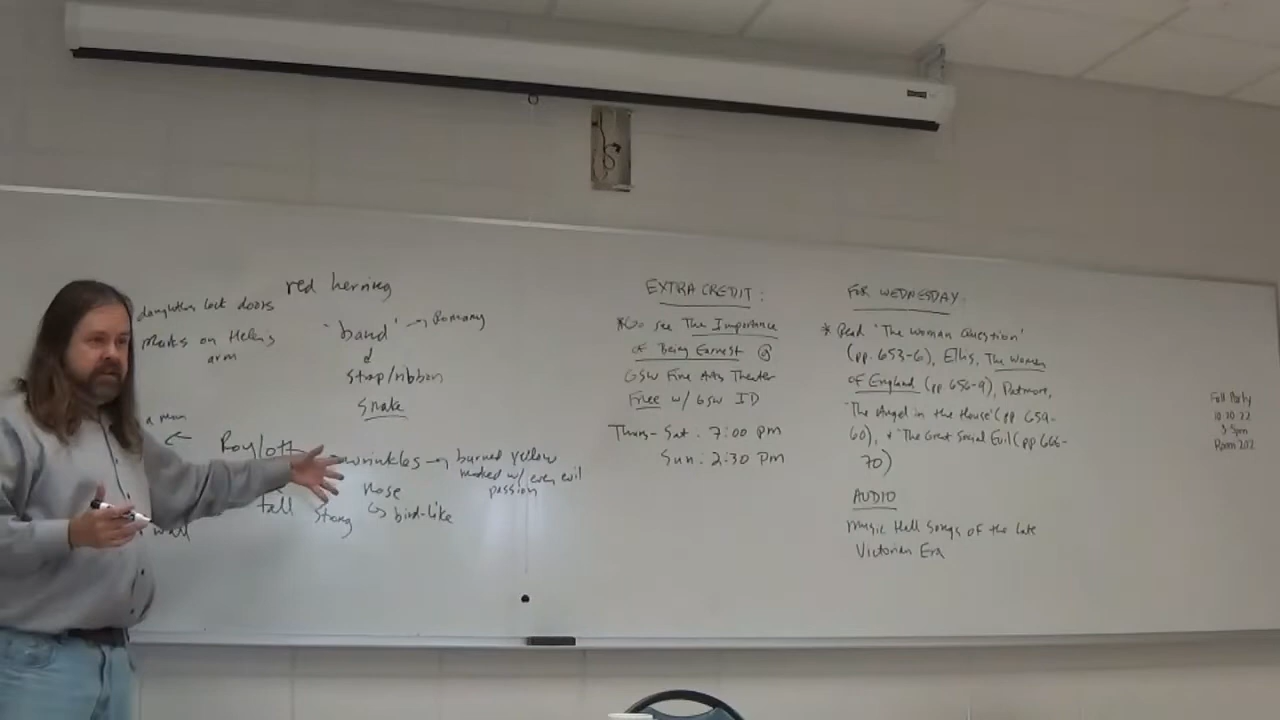 red herring
daughters lock doors
Marks on Helen's
arm
'band' → Romany
strap/ribbon
snake
a mean
Roylott
wrinkles → burned yellow
marked w/ every evil
passion
nose
tall
strong
↳ bird-like
wall
EXTRA CREDIT:
*Go see The Importance
of Being Earnest @
GSW Fine Arts Theater
Free w/ GSW ID
Thurs-Sat: 7:00 pm
Sun: 2:30 pm
FOR WEDNESDAY:
* Read 'The Woman Question'
(pp. 653-6), Ellis, The Women
of England (pp 656-9), Patmore,
'The Angel in the House' (pp 659-
60), + 'The Great Social Evil' (pp 666-
70)
AUDIO
Music Hall Songs of the Late
Victorian Era
Fall Party
10.20.22
3-5pm
Room 202